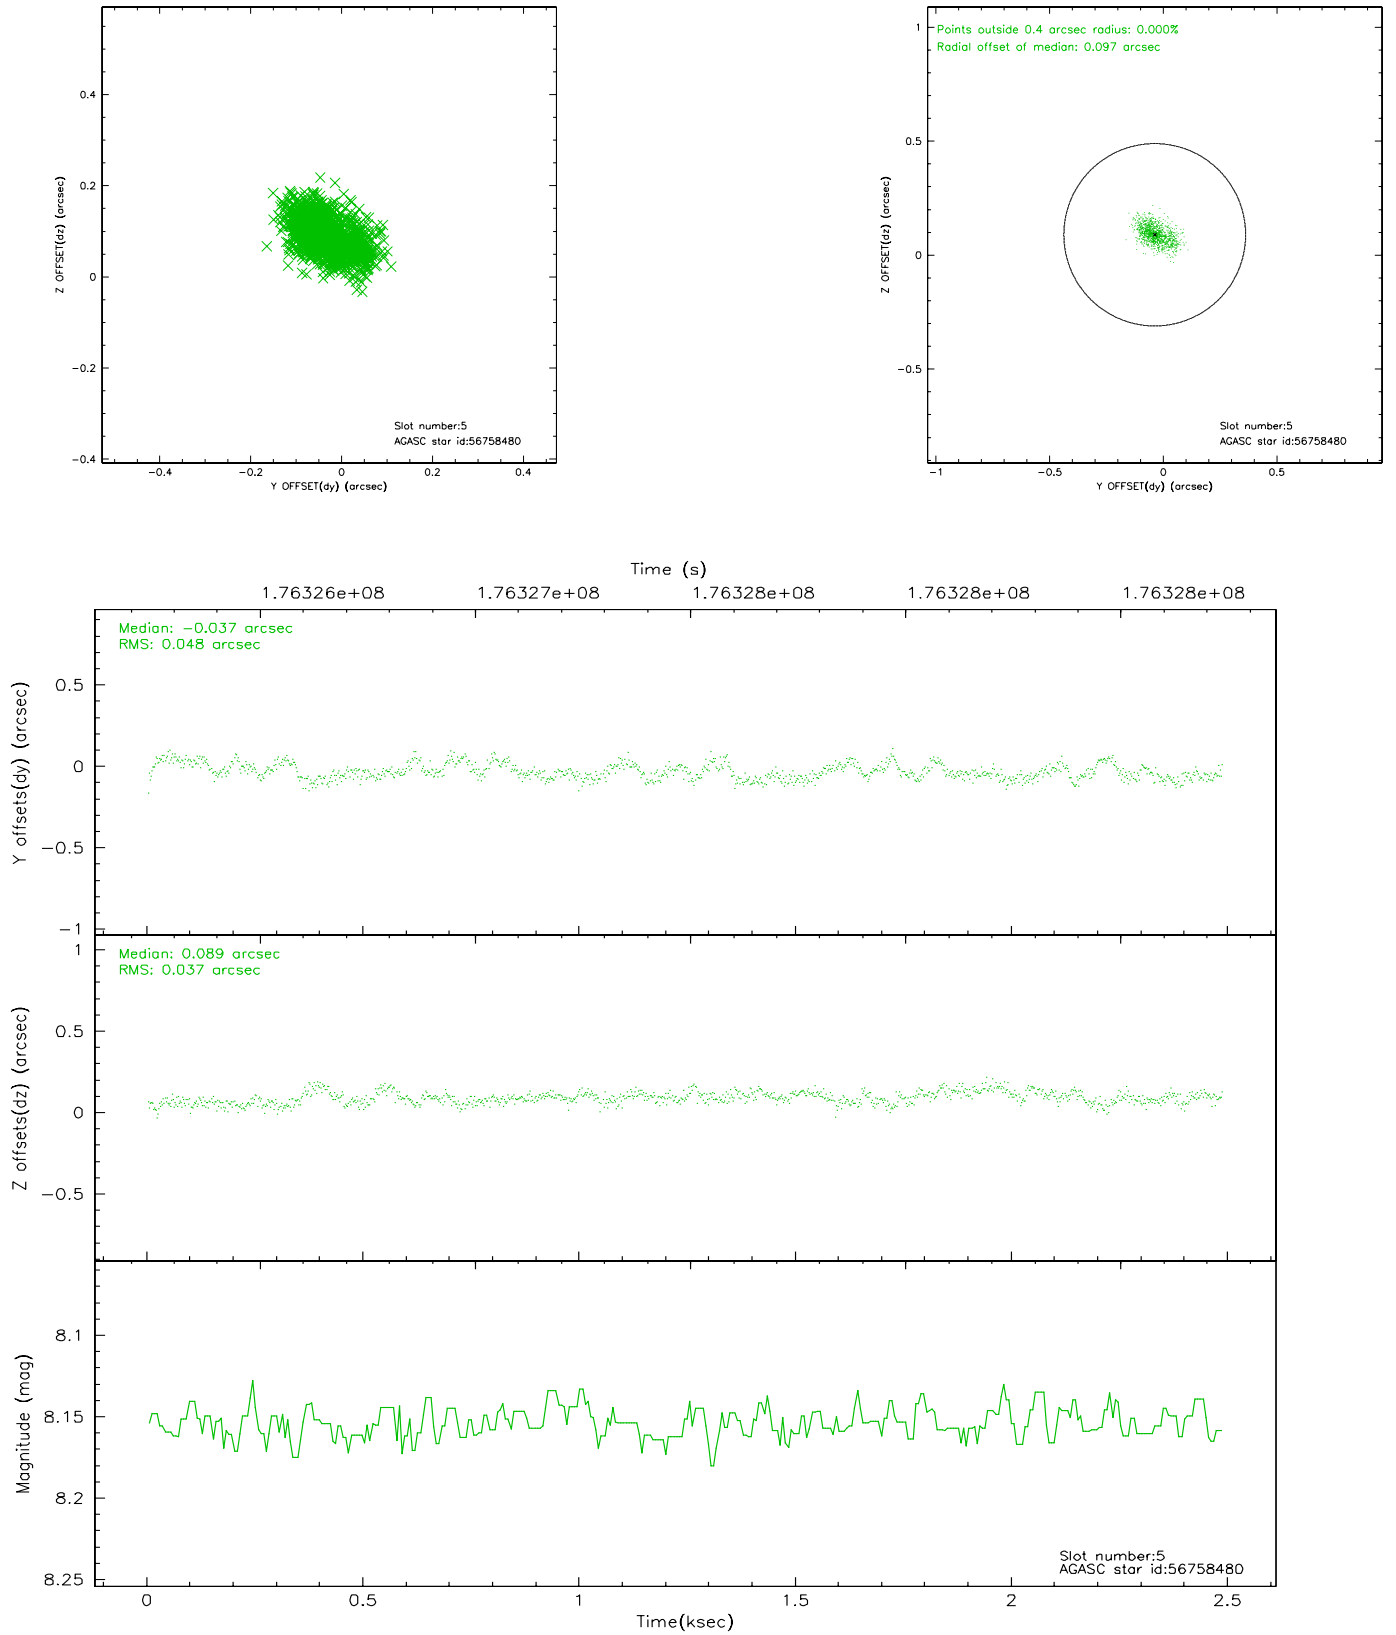 0.4
0.2
0
−0.2
−0.4
Z OFFSET(dz) (arcsec)
Slot number:5
AGASC star id:56758480
−0.4 −0.2 0 0.2 0.4
Y OFFSET(dy) (arcsec)
Points outside 0.4 arcsec radius: 0.000%
Radial offset of median: 0.097 arcsec
1
0.5
0
−0.5
Z OFFSET(dz) (arcsec)
Slot number:5
AGASC star id:56758480
−1 −0.5 0 0.5
Y OFFSET(dy) (arcsec)
Time (s)
1.76326e+08 1.76327e+08 1.76328e+08 1.76328e+08 1.76328e+08
Median: −0.037 arcsec
RMS: 0.048 arcsec
0.5
0
−0.5
−1
Y offsets(dy) (arcsec)
Median: 0.089 arcsec
RMS: 0.037 arcsec
1
0.5
0
−0.5
Z offsets(dz) (arcsec)
8.1
8.15
8.2
8.25
Magnitude (mag)
Slot number:5
AGASC star id:56758480
0 0.5 1 1.5 2 2.5
Time(ksec)